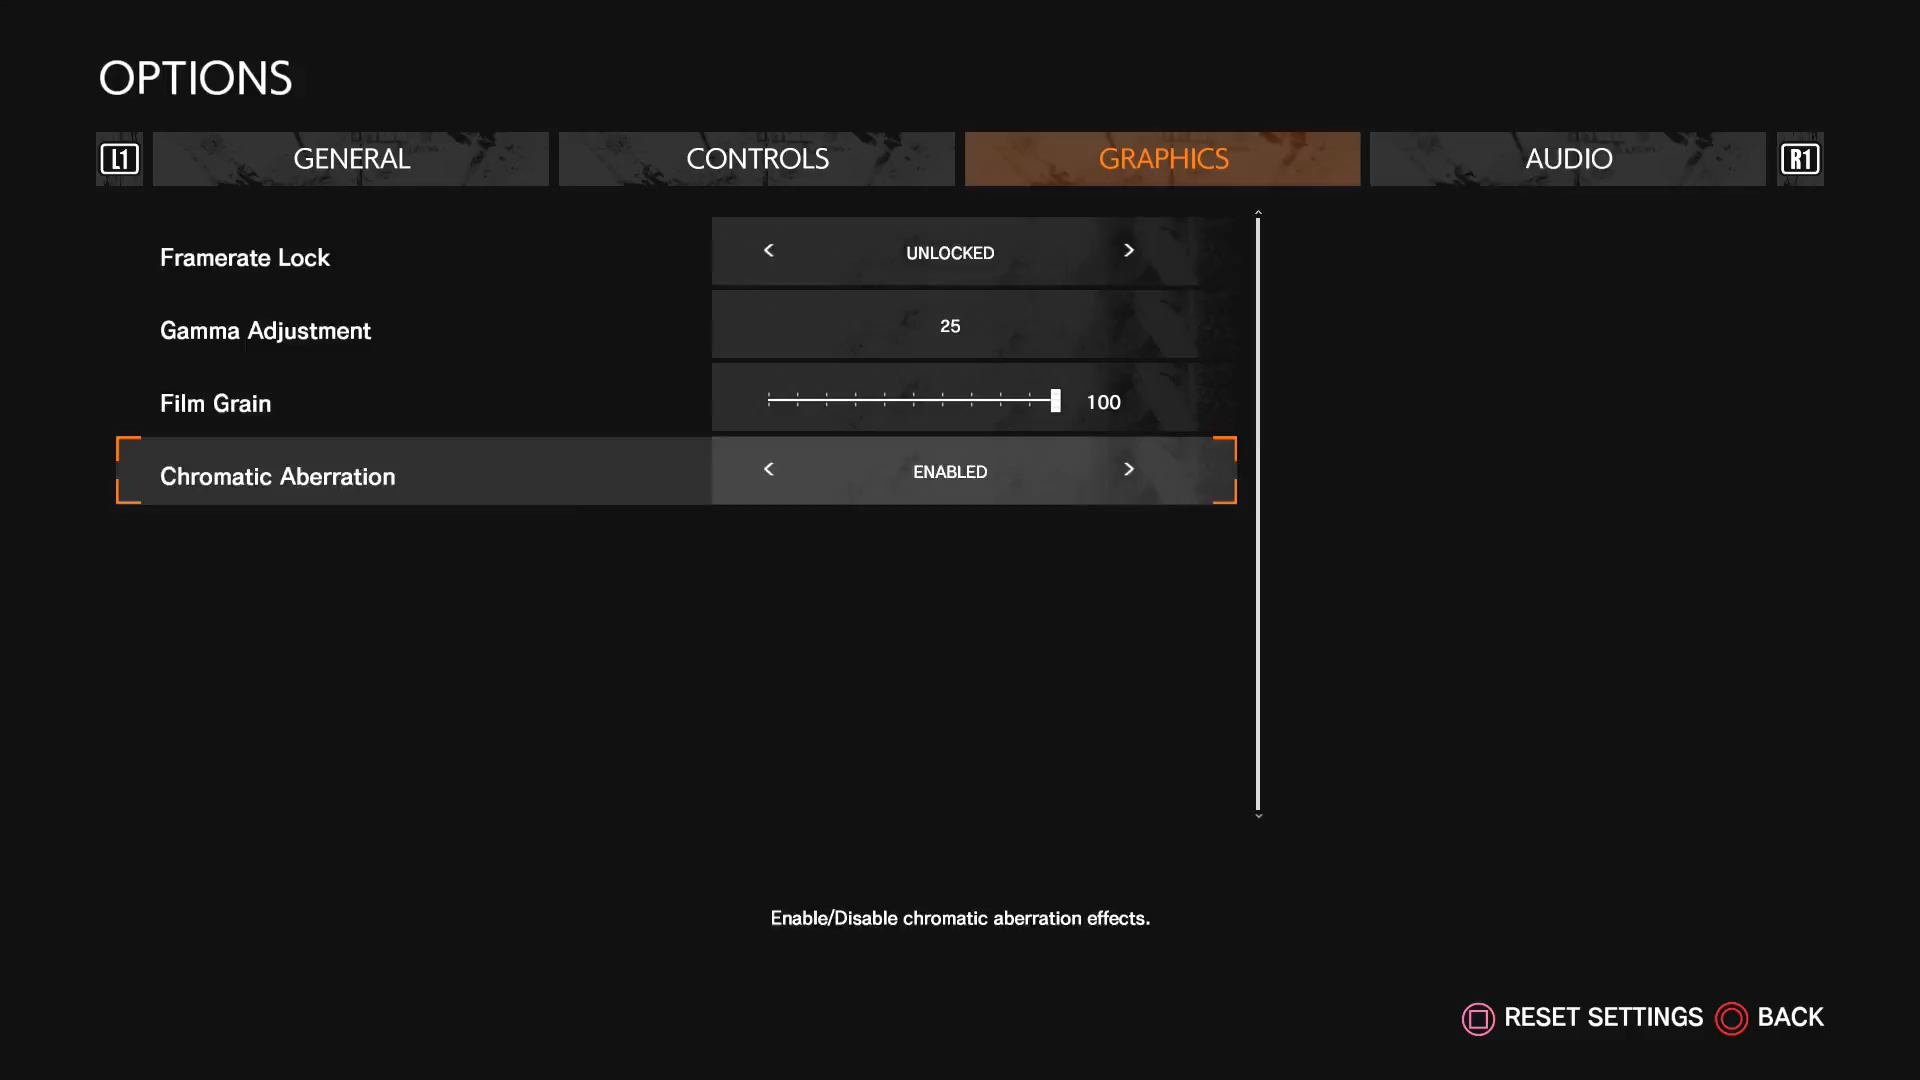 OPTIONS
L1 GENERAL CONTROLS GRAPHICS AUDIO R1
Framerate Lock < UNLOCKED >
Gamma Adjustment 25
Film Grain 100
Chromatic Aberration < ENABLED >
Enable/Disable chromatic aberration effects.
RESET SETTINGS BACK